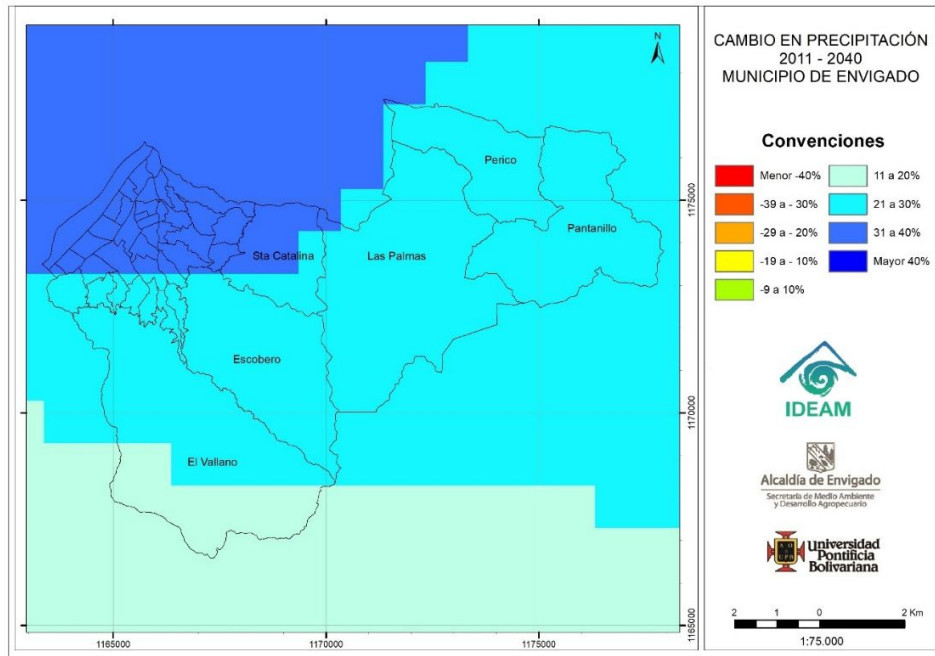 CAMBIO EN PRECIPITACIÓN
2011 - 2040
MUNICIPIO DE ENVIGADO
Convenciones
Menor -40%
-39 a - 30%
-29 a - 20%
-19 a - 10%
-9 a 10%
11 a 20%
21 a 30%
31 a 40%
Mayor 40%
N
Perico
Pantanillo
Sta Catalina
Las Palmas
Escobero
El Vallano
1175000
1170000
1165000
1165000
1170000
1175000
IDEAM
Alcaldía de Envigado
Secretaría de Medio Ambiente
y Desarrollo Agropecuario
Universidad
Pontificia
Bolivariana
2 1 0 2 Km
1:75.000